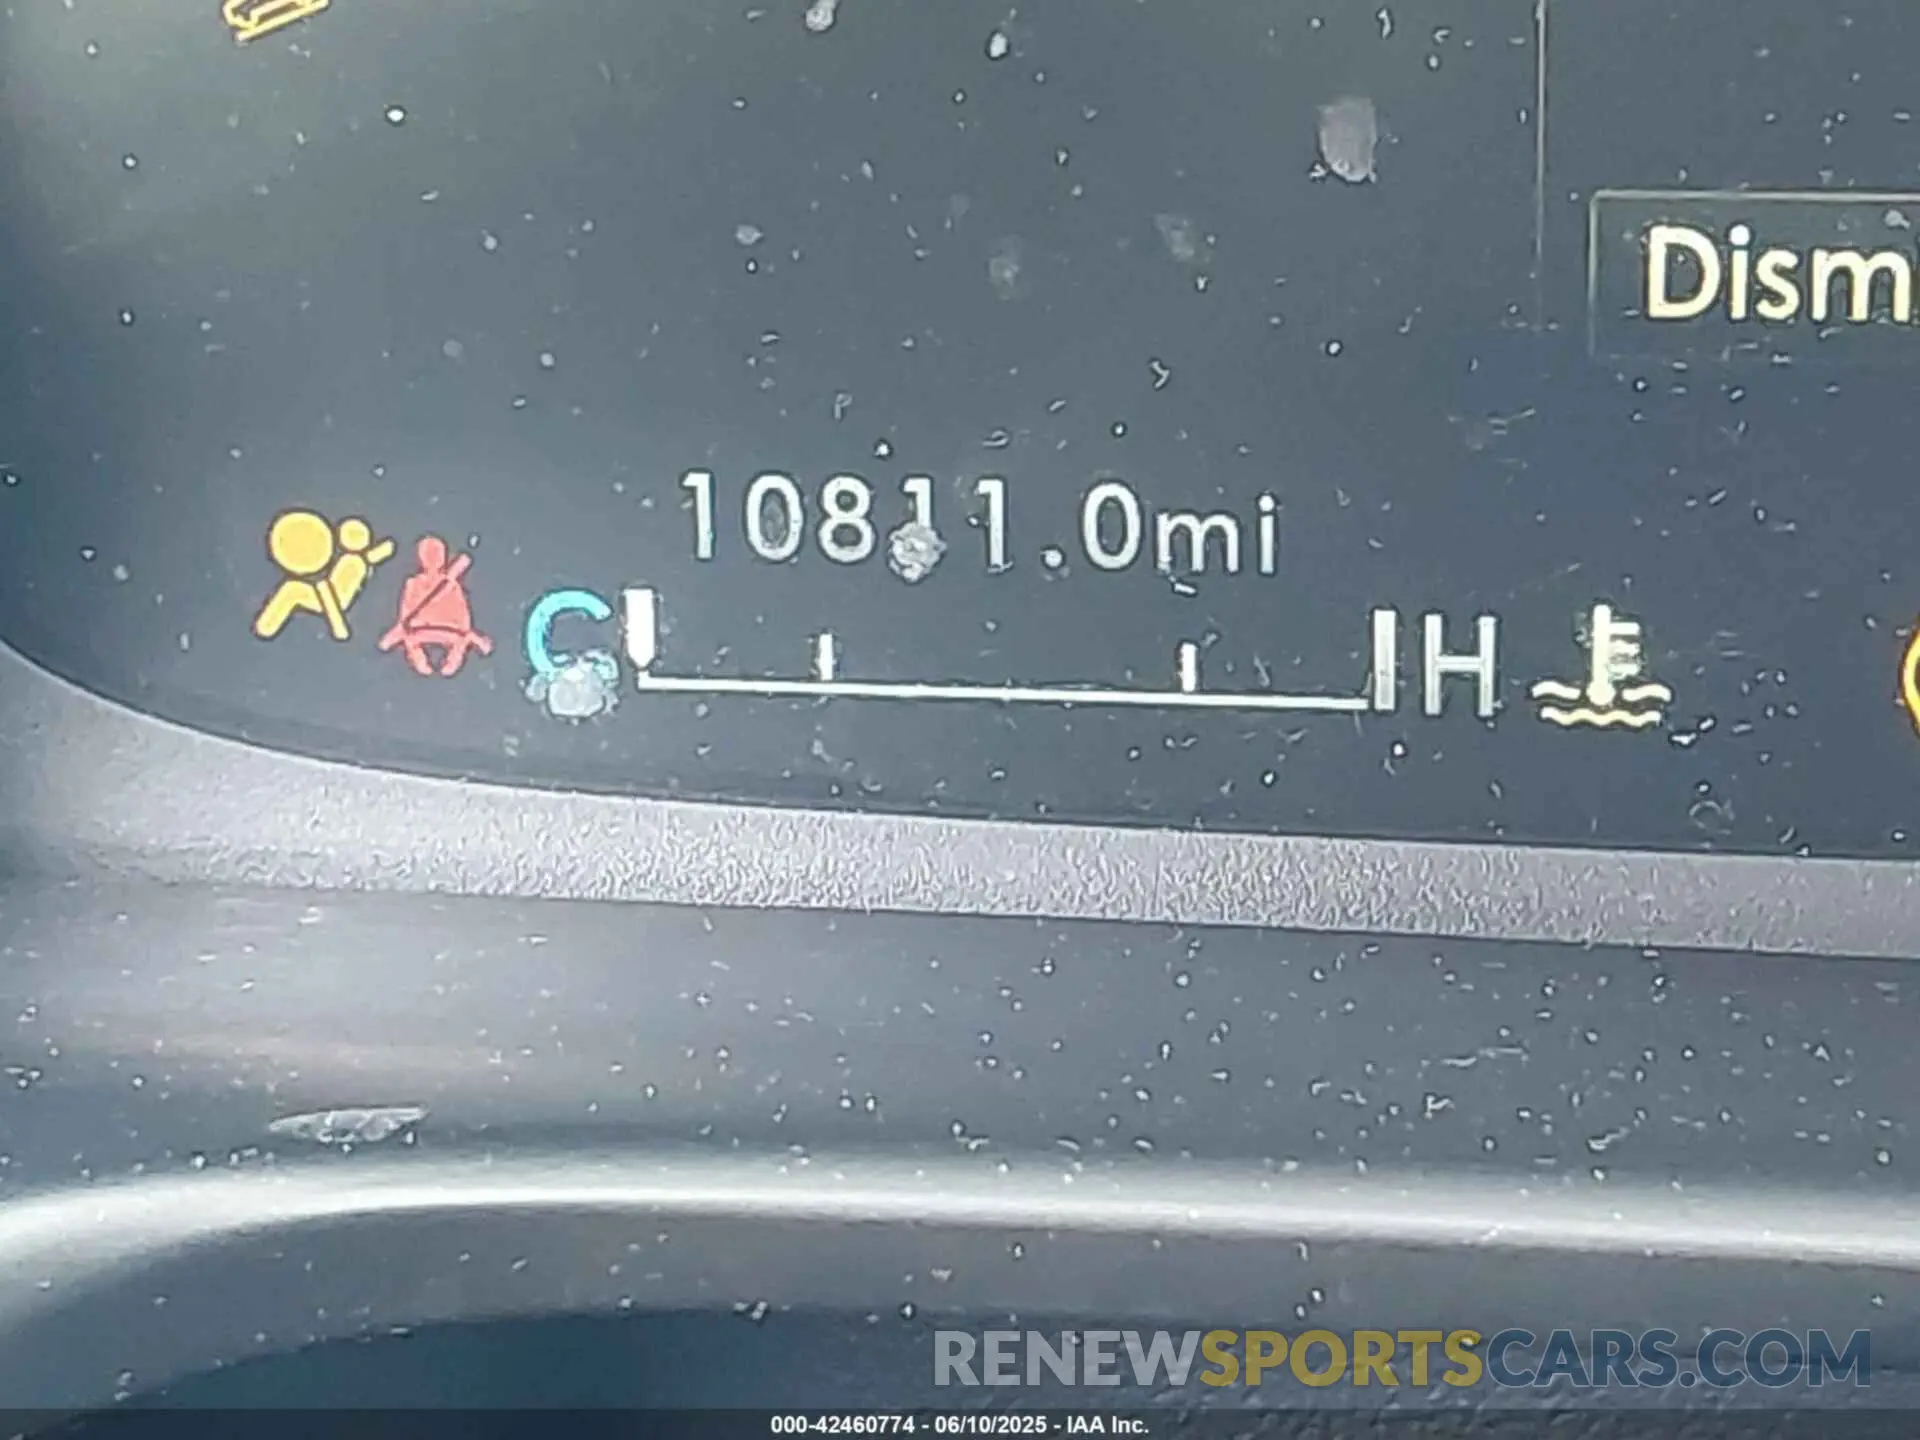 Dism
10811.0mi
C H
RENEWSPORTSCARS.COM
000-42460774 - 06/10/2025 - IAA Inc.